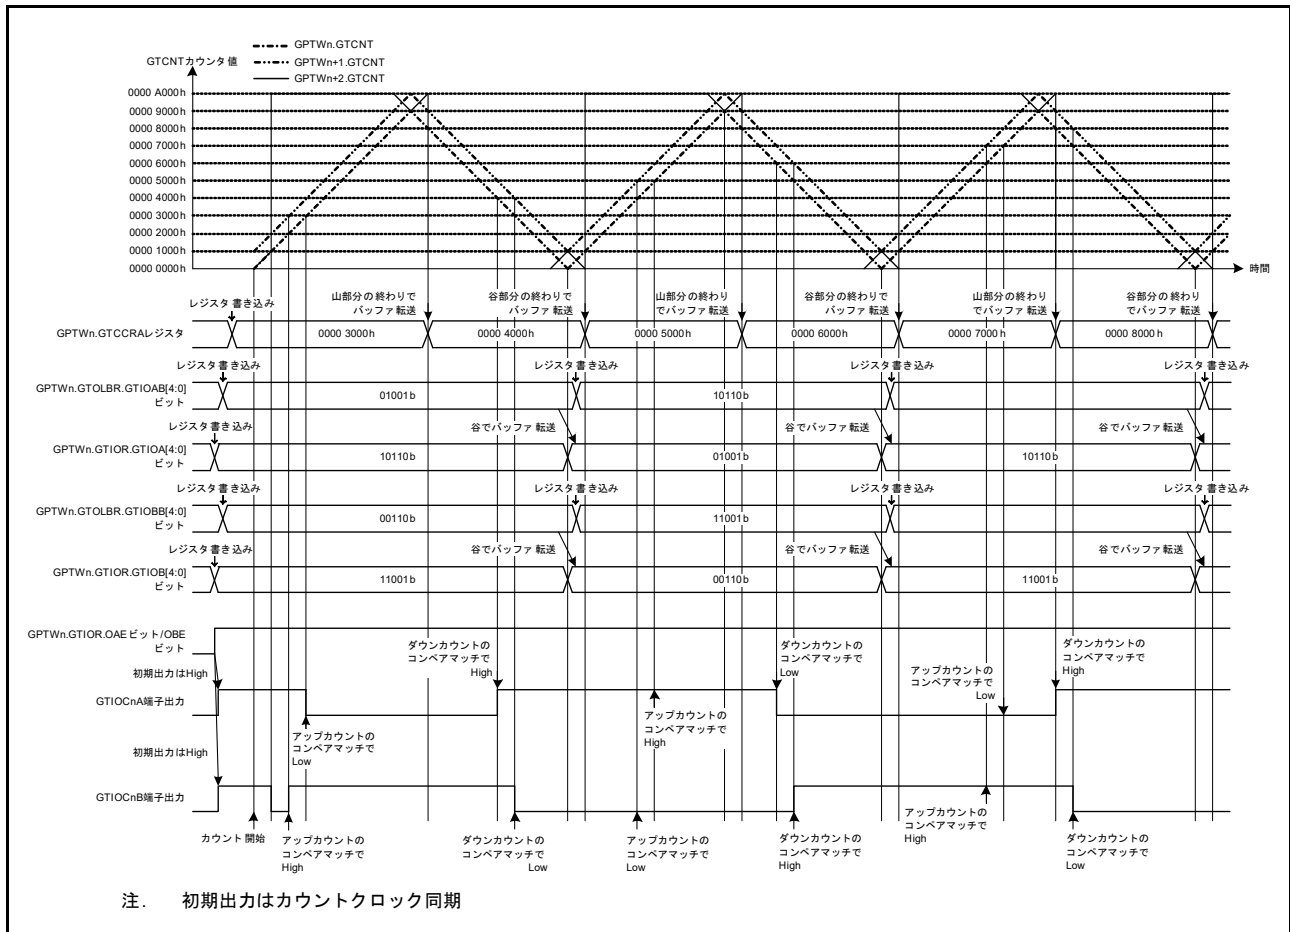 GPTWn.GTCNT
GPTWn+1.GTCNT
GPTWn+2.GTCNT
GTCNTカウンタ値
0000 A000h
0000 9000h
0000 8000h
0000 7000h
0000 6000h
0000 5000h
0000 4000h
0000 3000h
0000 2000h
0000 1000h
0000 0000h
時間
レジスタ書き込み
山部分の終わりで
バッファ転送
谷部分の終わりで
バッファ転送
山部分の終わり
でバッファ転送
谷部分の終わりで
バッファ転送
山部分の終わり
でバッファ転送
谷部分の終わり
でバッファ転送
GPTWn.GTCCRAレジスタ
0000 3000h
0000 4000h
0000 5000h
0000 6000h
0000 7000h
0000 8000h
レジスタ書き込み
レジスタ書き込み
レジスタ書き込み
レジスタ書き込み
GPTWn.GTOLBR.GTIOAB[4:0]
ビット
01001b
10110b
レジスタ書き込み
谷でバッファ転送
谷でバッファ転送
谷でバッファ転送
GPTWn.GTIOR.GTIOA[4:0]
ビット
10110b
01001b
10110b
レジスタ書き込み
レジスタ書き込み
レジスタ書き込み
レジスタ書き込み
GPTWn.GTOLBR.GTIOBB[4:0]
ビット
00110b
11001b
レジスタ書き込み
谷でバッファ転送
谷でバッファ転送
谷でバッファ転送
GPTWn.GTIOR.GTIOB[4:0]
ビット
11001b
00110b
11001b
GPTWn.GTIOR.OAEビット/OBE
ビット
初期出力はHigh
ダウンカウントの
コンペアマッチで
High
ダウンカウントの
コンペアマッチで
Low
アップカウントの
コンペアマッチで
Low
ダウンカウントの
コンペアマッチで
High
GTIOCnA端子出力
アップカウントの
コンペアマッチで
Low
アップカウントの
コンペアマッチで
High
初期出力はHigh
GTIOCnB端子出力
カウント開始
アップカウントの
コンペアマッチで
High
ダウンカウントの
コンペアマッチで
Low
アップカウントの
コンペアマッチで
Low
ダウンカウントの
コンペアマッチで
High
アップカウントの
コンペアマッチで
High
ダウンカウントの
コンペアマッチで
Low
注. 初期出力はカウントクロック同期